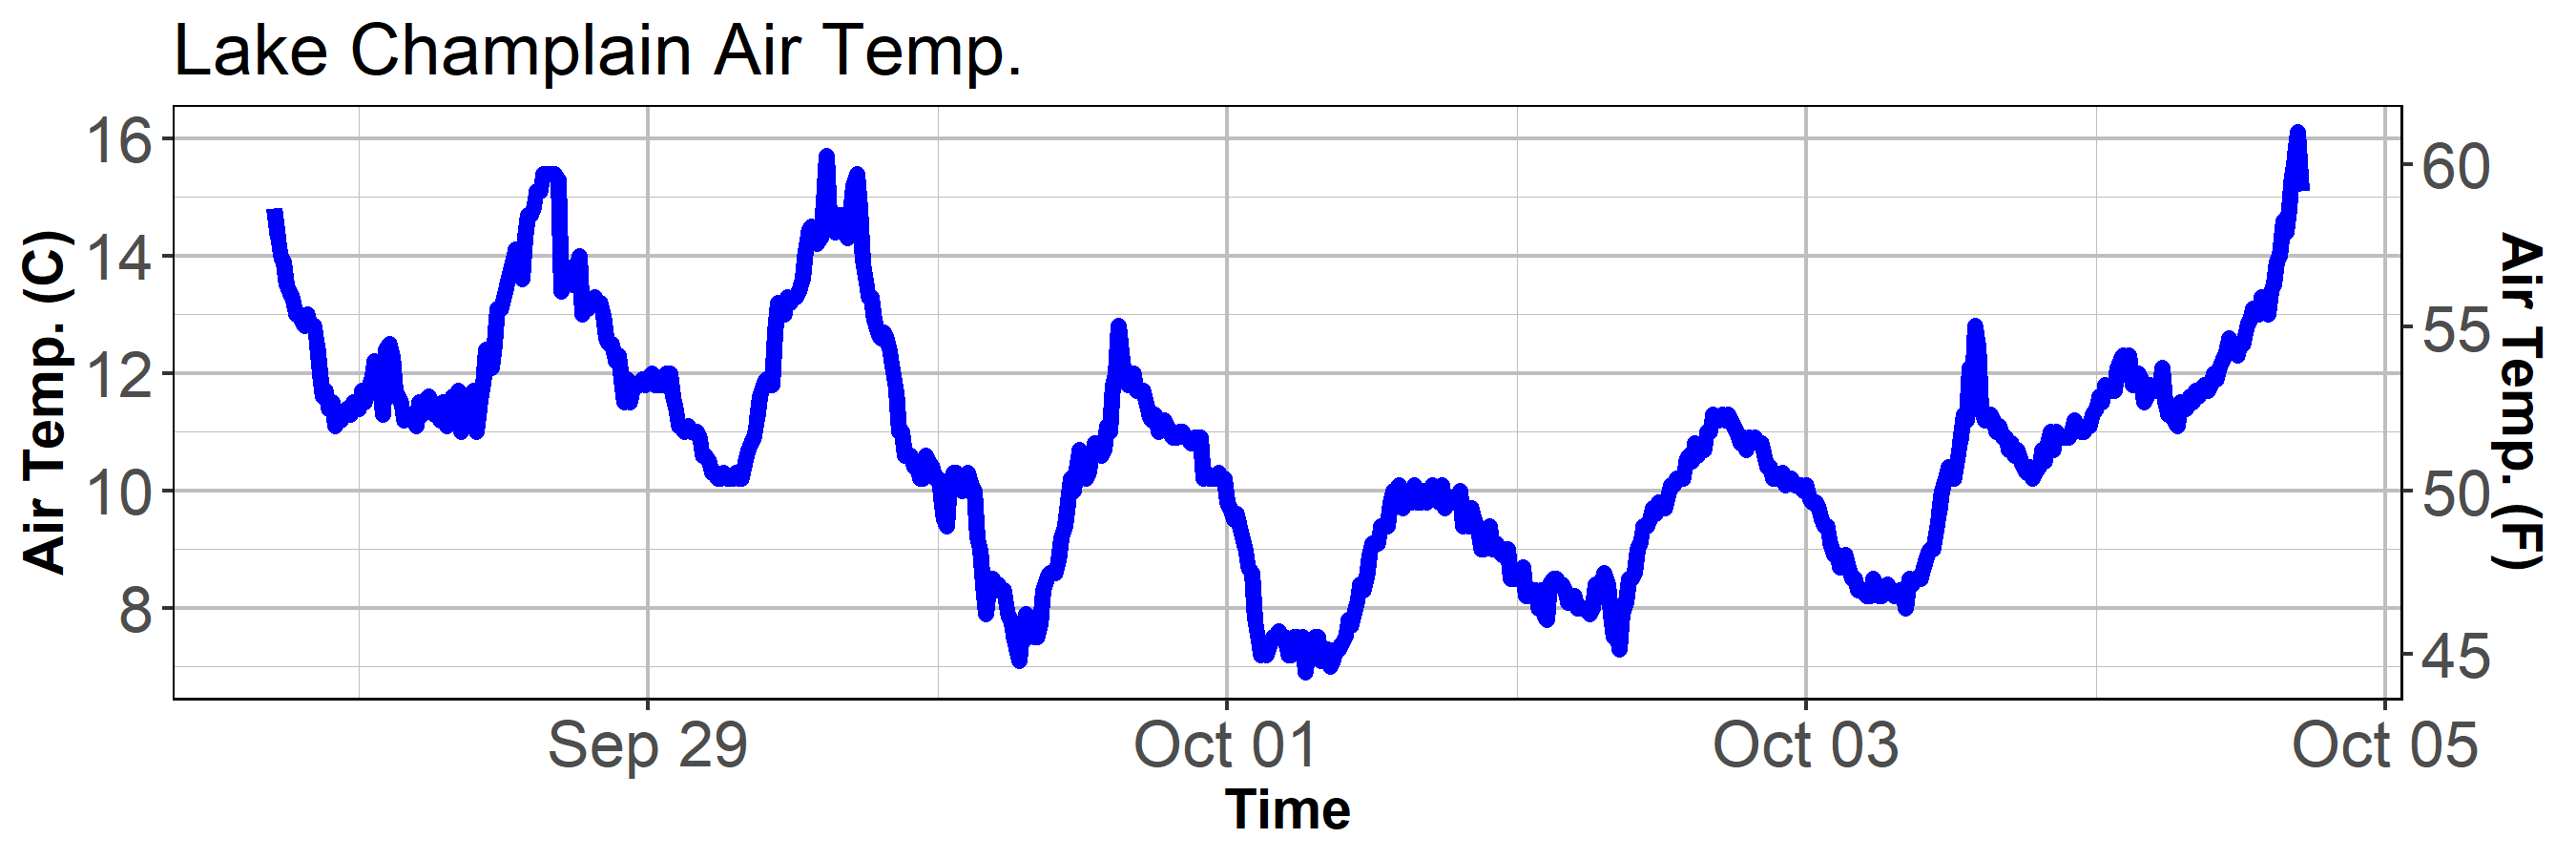 Lake Champlain Air Temp.
16
14
12
10
8
Air Temp. (C)
60
55
50
45
Air Temp. (F)
Sep 29
Oct 01
Oct 03
Oct 05
Time